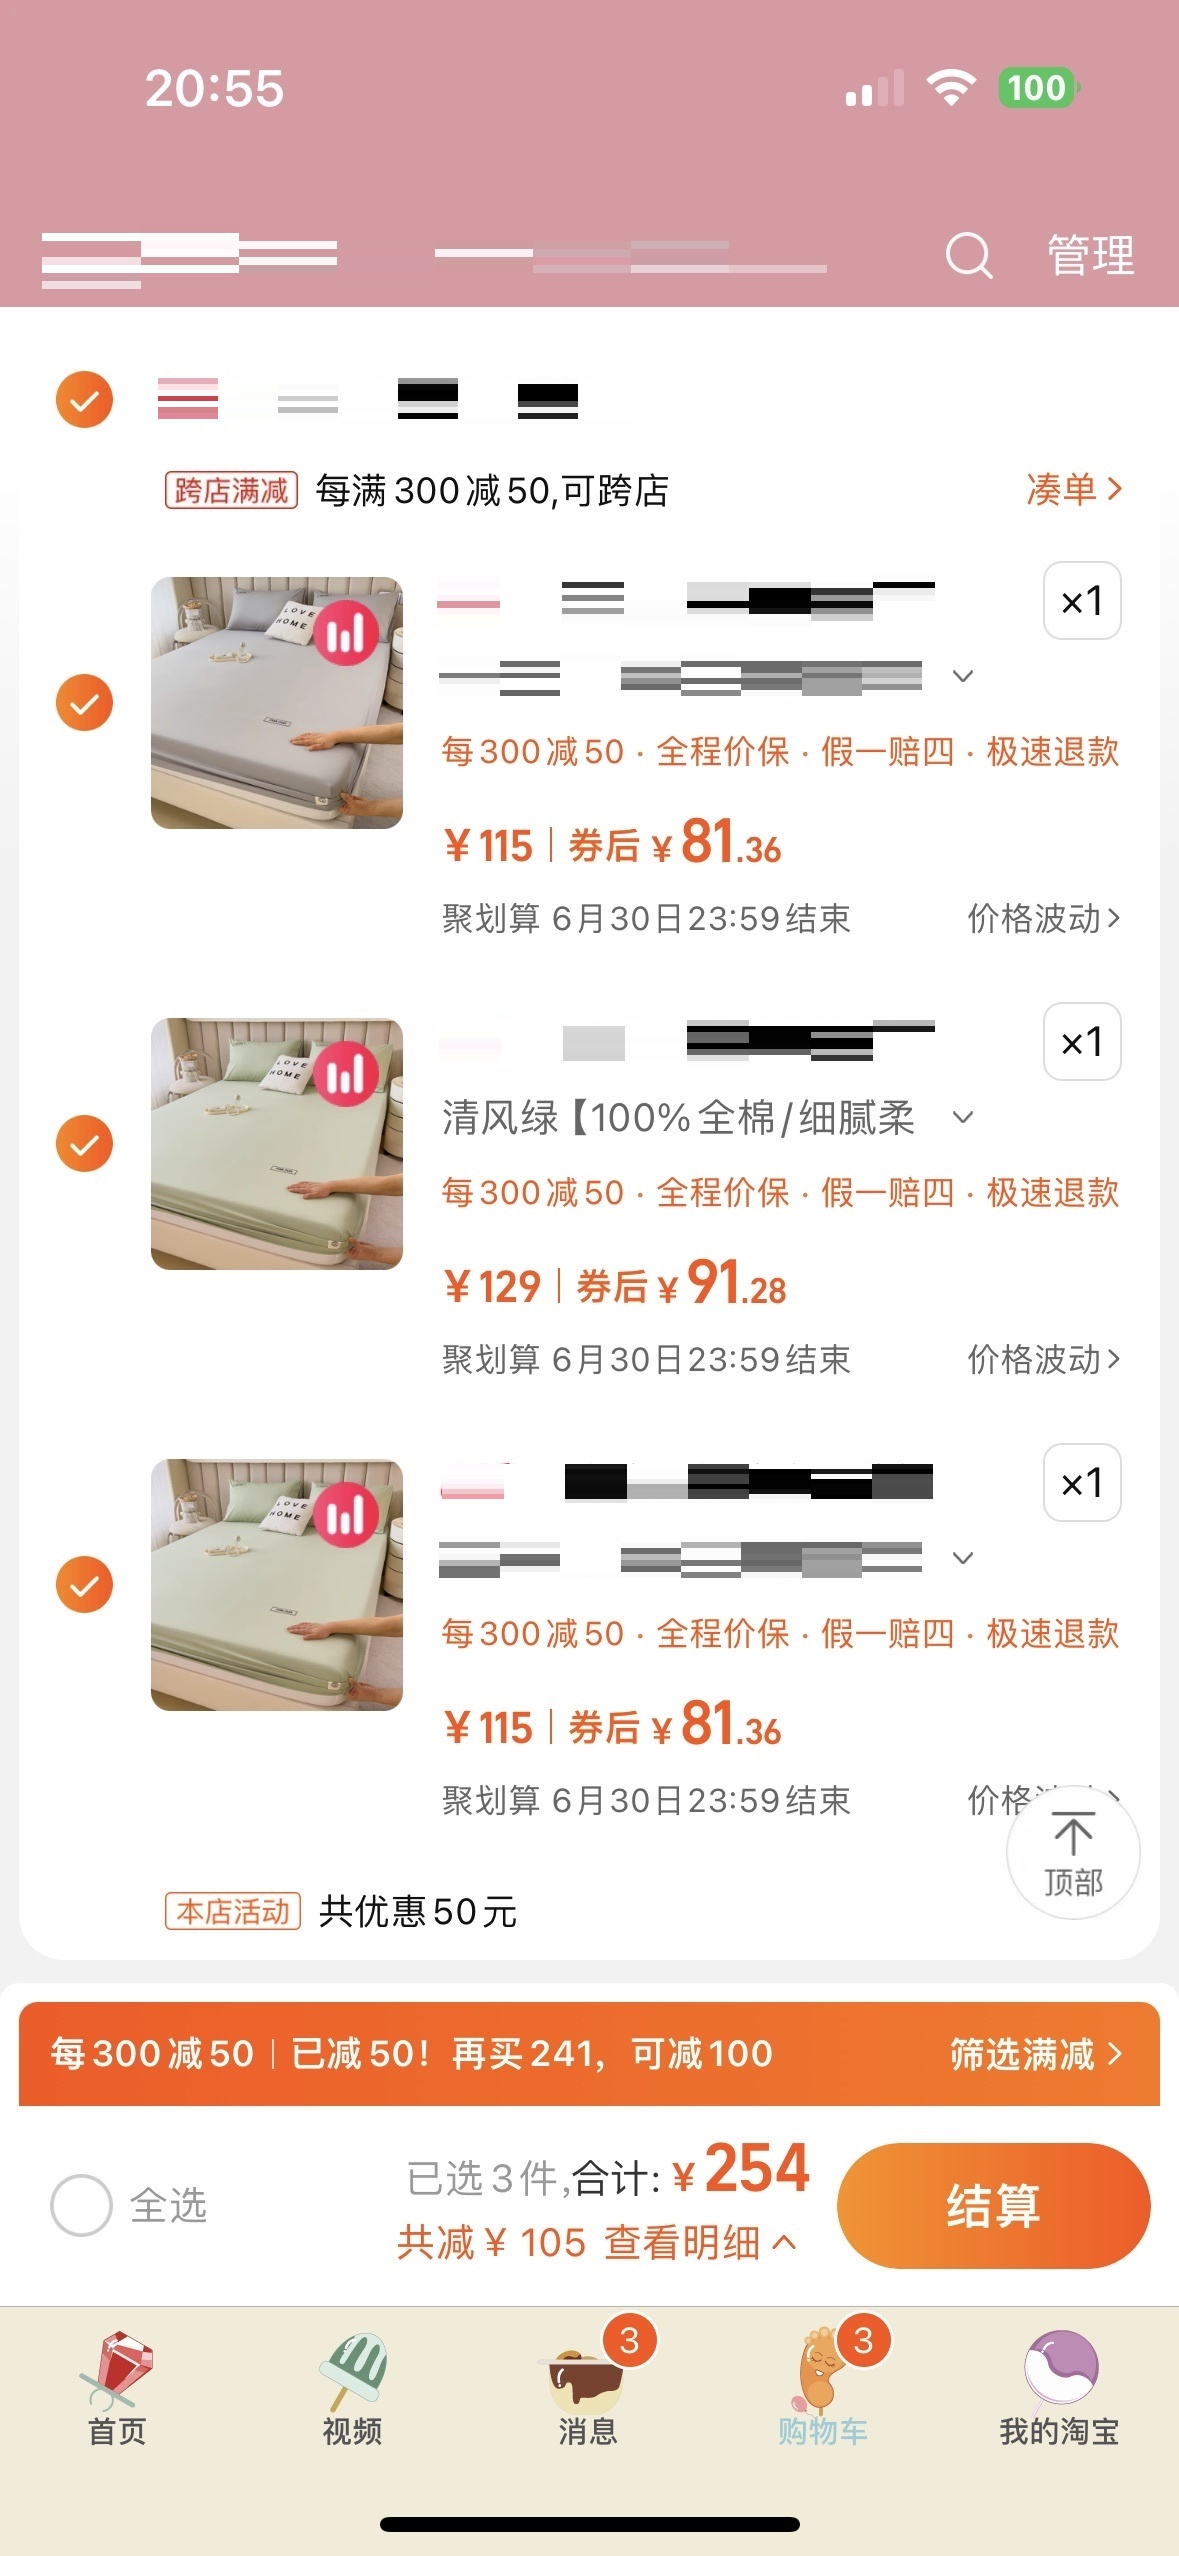 20:55
100
管理
跨店满减 每满300减50,可跨店 凑单 >
LOVE
HOME
×1
每300减50 · 全程价保 · 假一赔四 · 极速退款
¥115 | 券后 ¥81.36
聚划算 6月30日23:59结束 价格波动 >
LOVE
HOME
×1
清风绿【100%全棉/细腻柔
每300减50 · 全程价保 · 假一赔四 · 极速退款
¥129 | 券后 ¥91.28
聚划算 6月30日23:59结束 价格波动 >
LOVE
HOME
×1
每300减50 · 全程价保 · 假一赔四 · 极速退款
¥115 | 券后 ¥81.36
聚划算 6月30日23:59结束 价格
顶部
本店活动 共优惠50元
每300减50 | 已减50！再买241，可减100 筛选满减 >
全选 已选3件,合计: ¥254 结算
共减¥105 查看明细
3 3
首页 视频 消息 购物车 我的淘宝